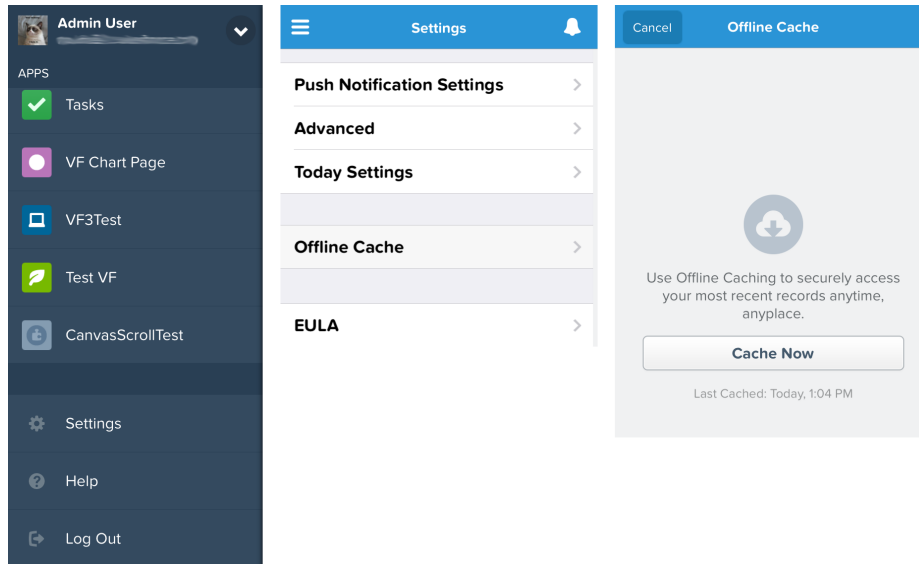 Admin User
APPS
Tasks
VF Chart Page
VF3Test
Test VF
CanvasScrollTest
Settings
Help
Log Out
Settings
Push Notification Settings
Advanced
Today Settings
Offline Cache
EULA
Cancel
Offline Cache
Use Offline Caching to securely access
your most recent records anytime,
anyplace.
Cache Now
Last Cached: Today, 1:04 PM